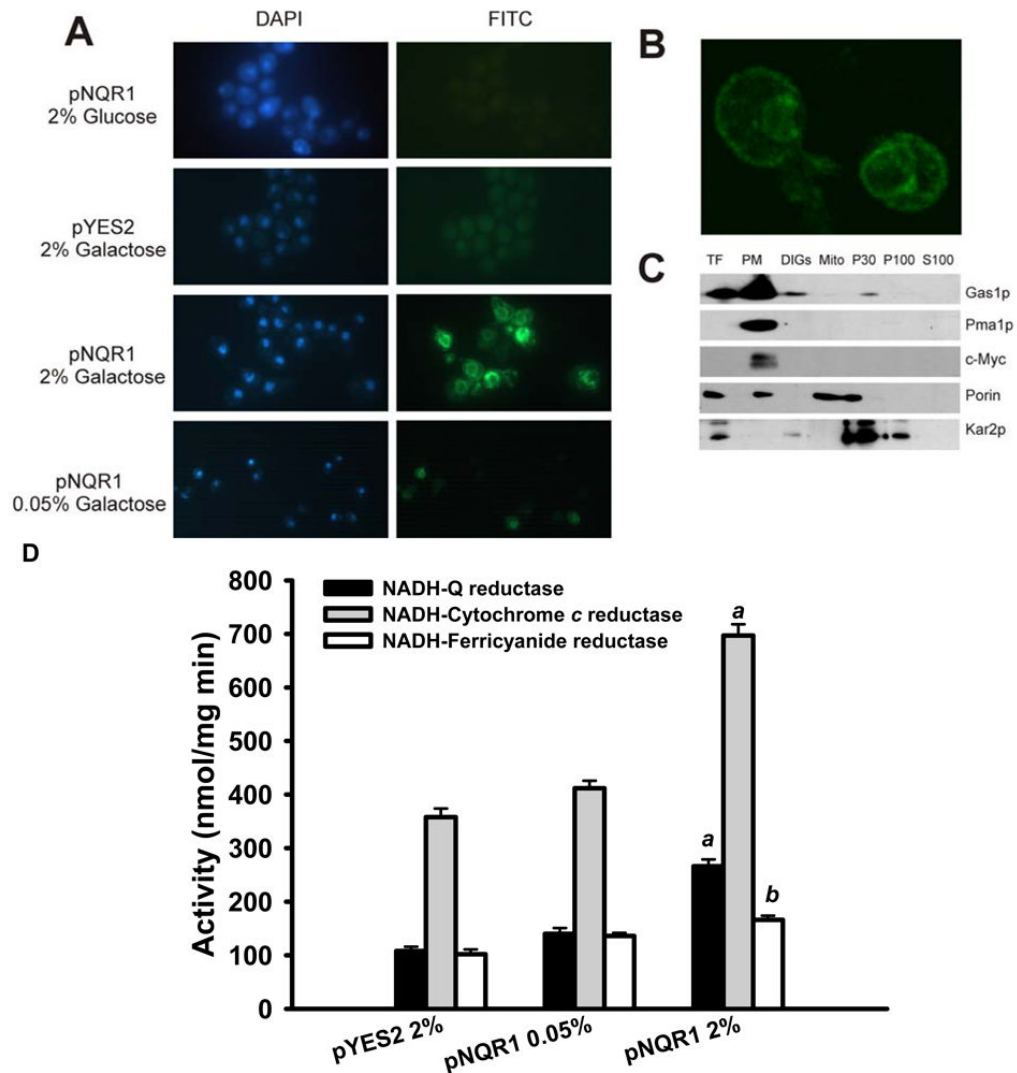 A
DAPI
FITC
pNQR1
2% Glucose
pYES2
2% Galactose
pNQR1
2% Galactose
pNQR1
0.05% Galactose
B
C
TF PM DIGs Mito P30 P100 S100
Gas1p
Pma1p
c-Myc
Porin
Kar2p
D
Activity (nmol/mg min)
800
700
600
500
400
300
200
100
0
NADH-Q reductase
NADH-Cytochrome c reductase
NADH-Ferricyanide reductase
a
a
b
pYES2 2%
pNQR1 0.05%
pNQR1 2%